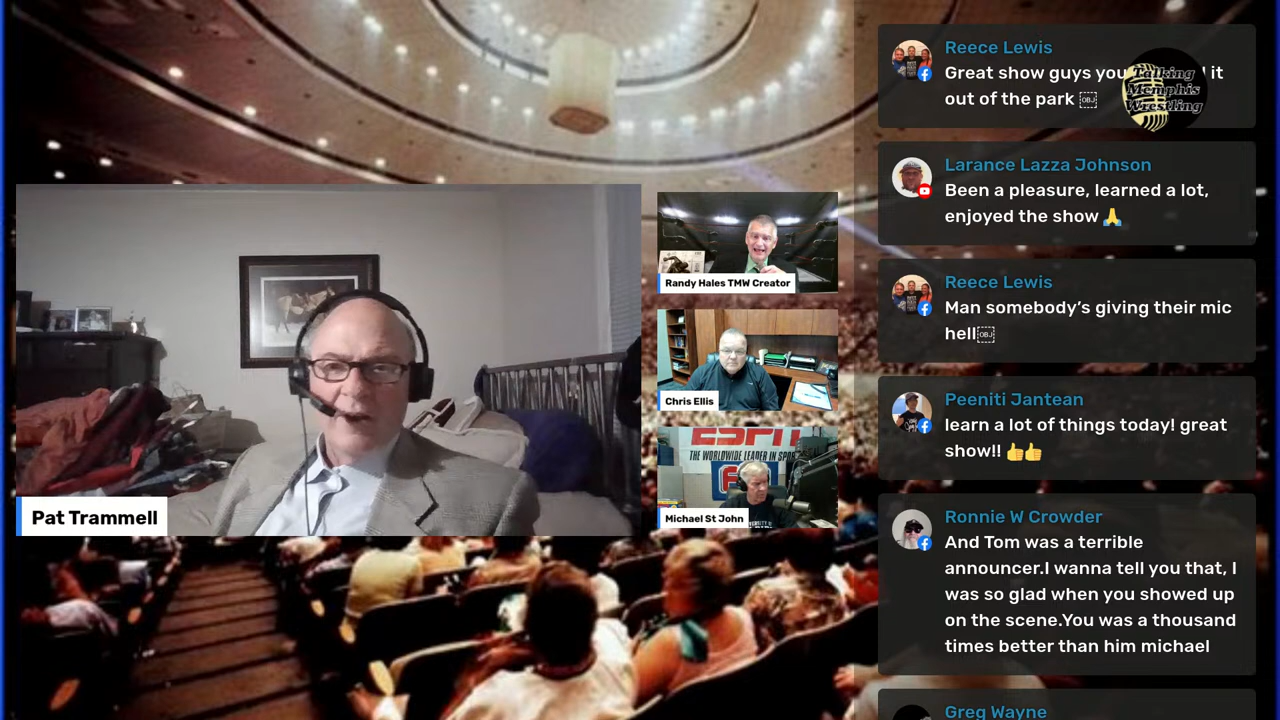 Pat Trammell
Randy Hales TMW Creator
Chris Ellis
ESPN
THE WORLDWIDE LEADER IN
Michael St John
Talking
Memphis
Wrestling
Reece Lewis
Great show guys you it
out of the park
Larance Lazza Johnson
Been a pleasure, learned a lot,
enjoyed the show 🙏
Reece Lewis
Man somebody’s giving their mic
hell
Peeniti Jantean
learn a lot of things today! great
show!! 👍👍
Ronnie W Crowder
And Tom was a terrible
announcer.I wanna tell you that, I
was so glad when you showed up
on the scene.You was a thousand
times better than him michael
Greg Wayne